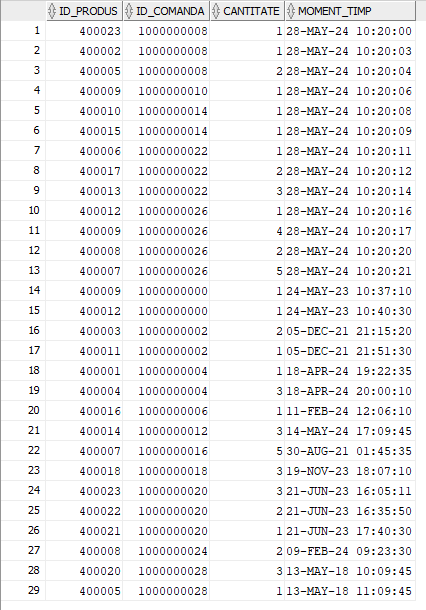 ID_PRODUS ID_COMANDA CANTITATE MOMENT_TIMP
1 400023 1000000008 1 28-MAY-24 10:20:00
2 400002 1000000008 1 28-MAY-24 10:20:03
3 400005 1000000008 2 28-MAY-24 10:20:04
4 400009 1000000010 1 28-MAY-24 10:20:06
5 400010 1000000014 1 28-MAY-24 10:20:08
6 400015 1000000014 1 28-MAY-24 10:20:09
7 400006 1000000022 1 28-MAY-24 10:20:11
8 400017 1000000022 2 28-MAY-24 10:20:12
9 400013 1000000022 3 28-MAY-24 10:20:14
10 400012 1000000026 1 28-MAY-24 10:20:16
11 400009 1000000026 4 28-MAY-24 10:20:17
12 400008 1000000026 2 28-MAY-24 10:20:20
13 400007 1000000026 5 28-MAY-24 10:20:21
14 400009 1000000000 1 24-MAY-23 10:37:10
15 400012 1000000000 1 24-MAY-23 10:40:30
16 400003 1000000002 2 05-DEC-21 21:15:20
17 400011 1000000002 1 05-DEC-21 21:51:30
18 400001 1000000004 1 18-APR-24 19:22:35
19 400004 1000000004 3 18-APR-24 20:00:10
20 400016 1000000006 1 11-FEB-24 12:06:10
21 400014 1000000012 3 14-MAY-24 17:09:45
22 400007 1000000016 5 30-AUG-21 01:45:35
23 400018 1000000018 3 19-NOV-23 18:07:10
24 400023 1000000020 3 21-JUN-23 16:05:11
25 400022 1000000020 2 21-JUN-23 16:35:50
26 400021 1000000020 1 21-JUN-23 17:40:30
27 400008 1000000024 2 09-FEB-24 09:23:30
28 400020 1000000028 3 13-MAY-18 10:09:45
29 400005 1000000028 1 13-MAY-18 11:09:45